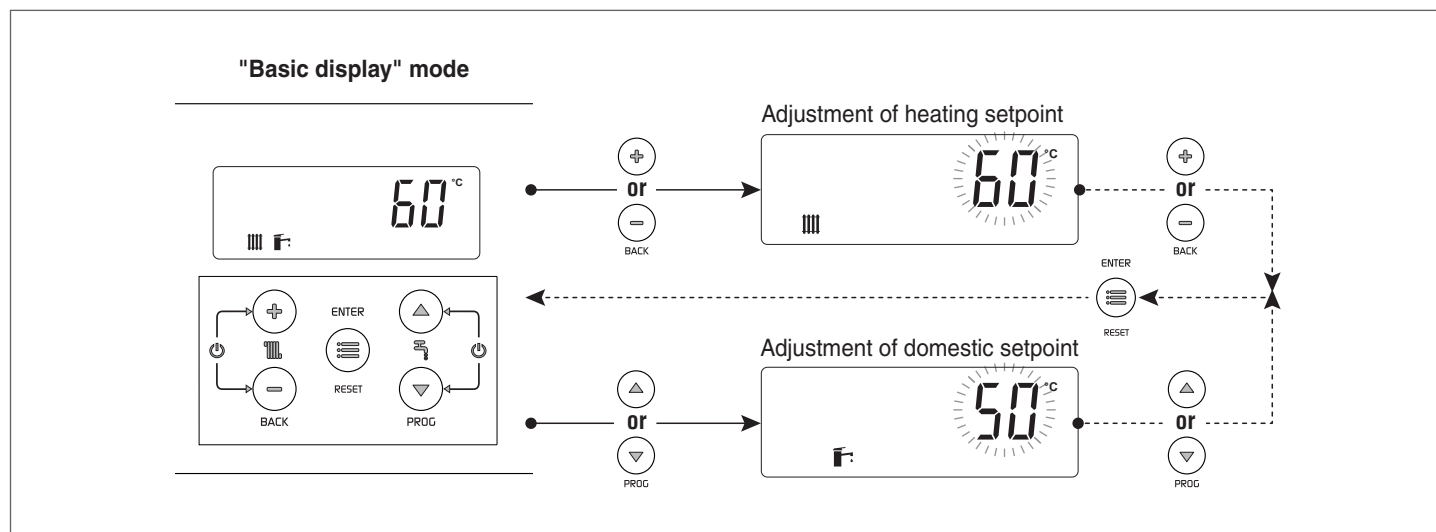 "Basic display" mode
60 °C
ENTER
RESET
BACK
PROG
or
BACK
Adjustment of heating setpoint
60 °C
or
BACK
ENTER
RESET
or
PROG
Adjustment of domestic setpoint
50 °C
or
PROG